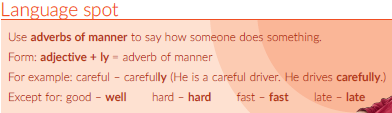 Language spot
Use adverbs of manner to say how someone does something.
Form: adjective + ly = adverb of manner
For example: careful – carefully (He is a careful driver. He drives carefully.)
Except for: good – well hard – hard fast – fast late – late